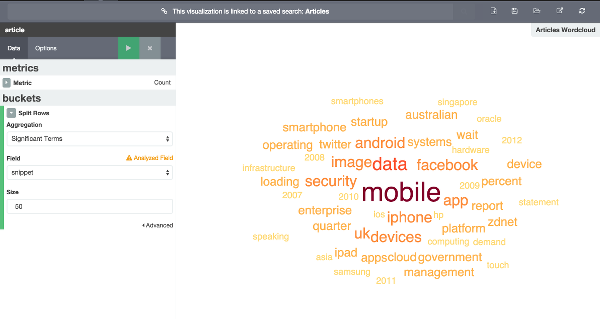 This visualization is linked to a saved search: Articles
article
Data Options
metrics
Metric Count
buckets
Split Rows
Aggregation
Significant Terms
Field Analyzed Field
snippet
Size
50
+Advanced
Articles Wordcloud
smartphones singapore
startup australian oracle
smartphone wait
operating twitter android systems 2012
2008 hardware
image data facebook device
infrastructure
loading security 2009 percent
2007 2010 mobile app statement
enterprise ios iphone hp report
quarter platform zdnet
speaking uk devices computing demand
ipad apps cloud government
asia touch
samsung management
2011